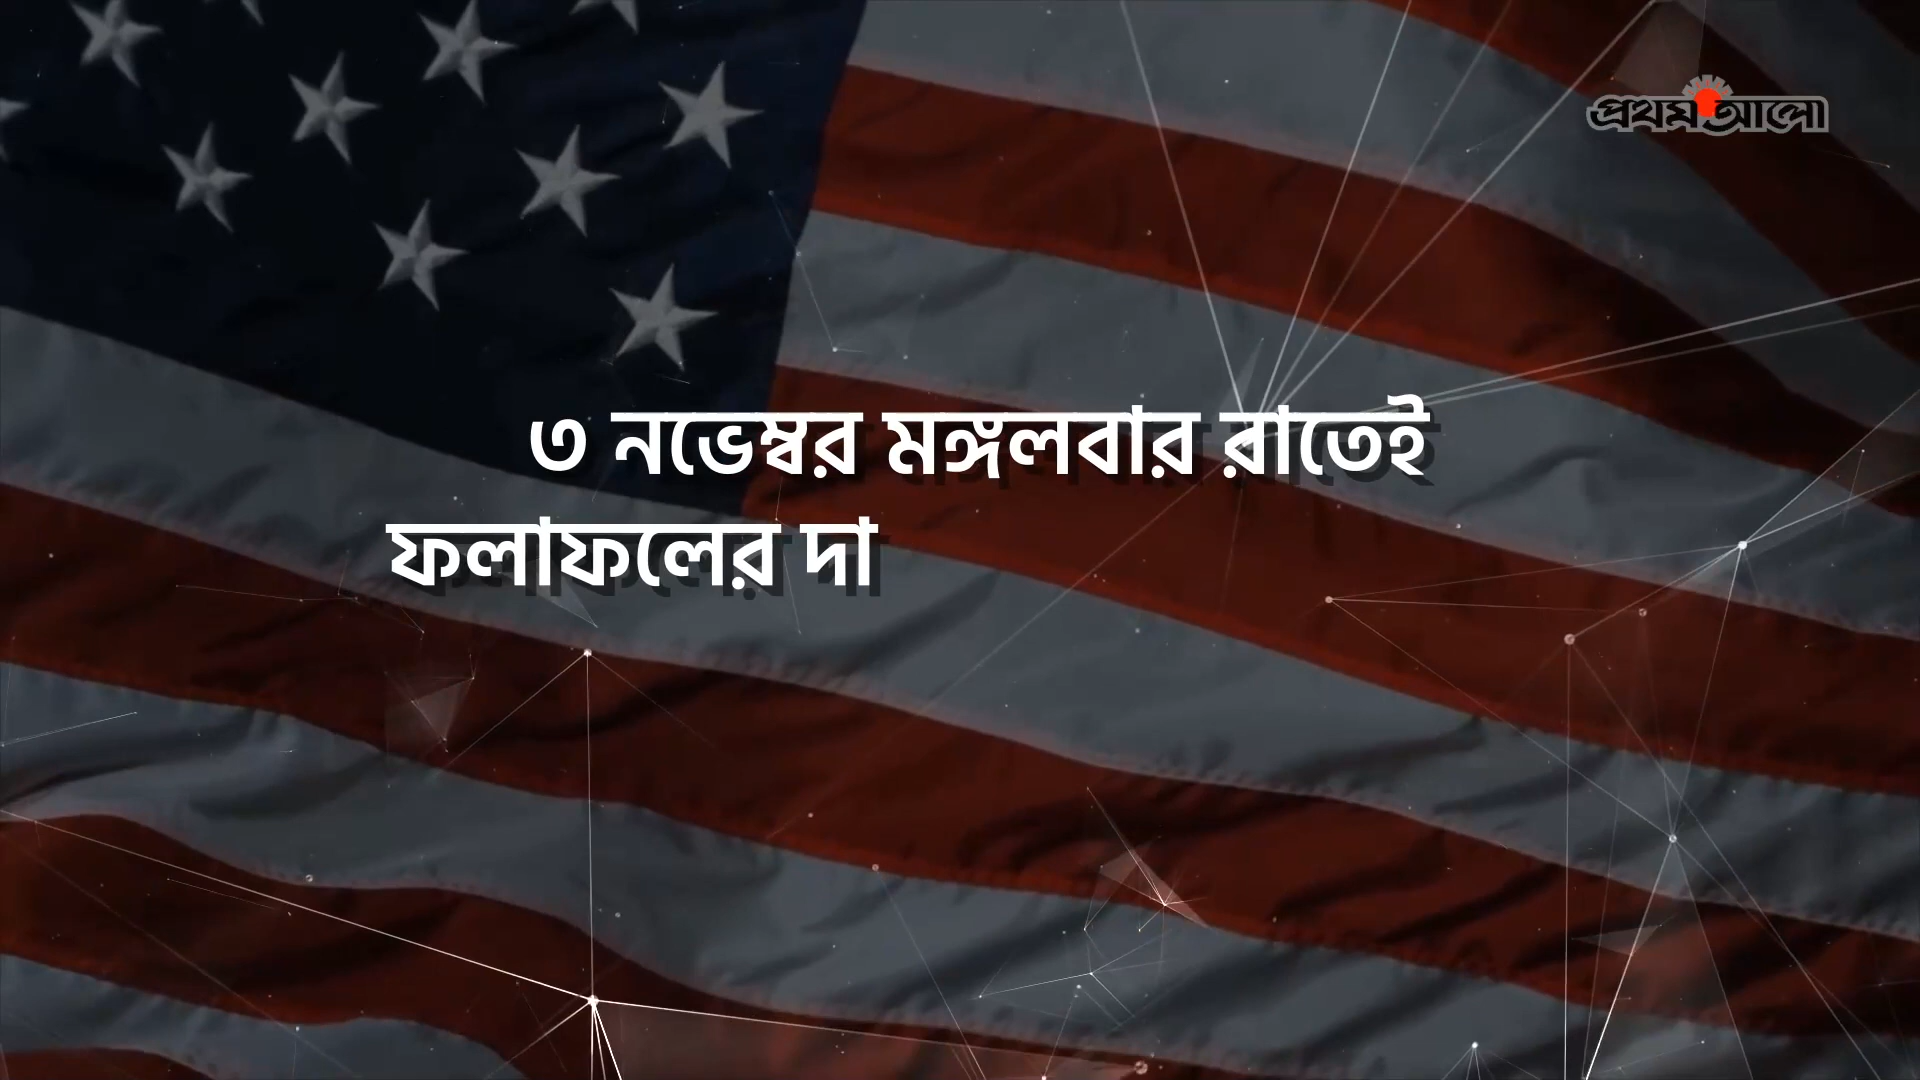 প্রথম আলো
৩ নভেম্বর মঙ্গলবার রাতেই
ফলাফলের দা